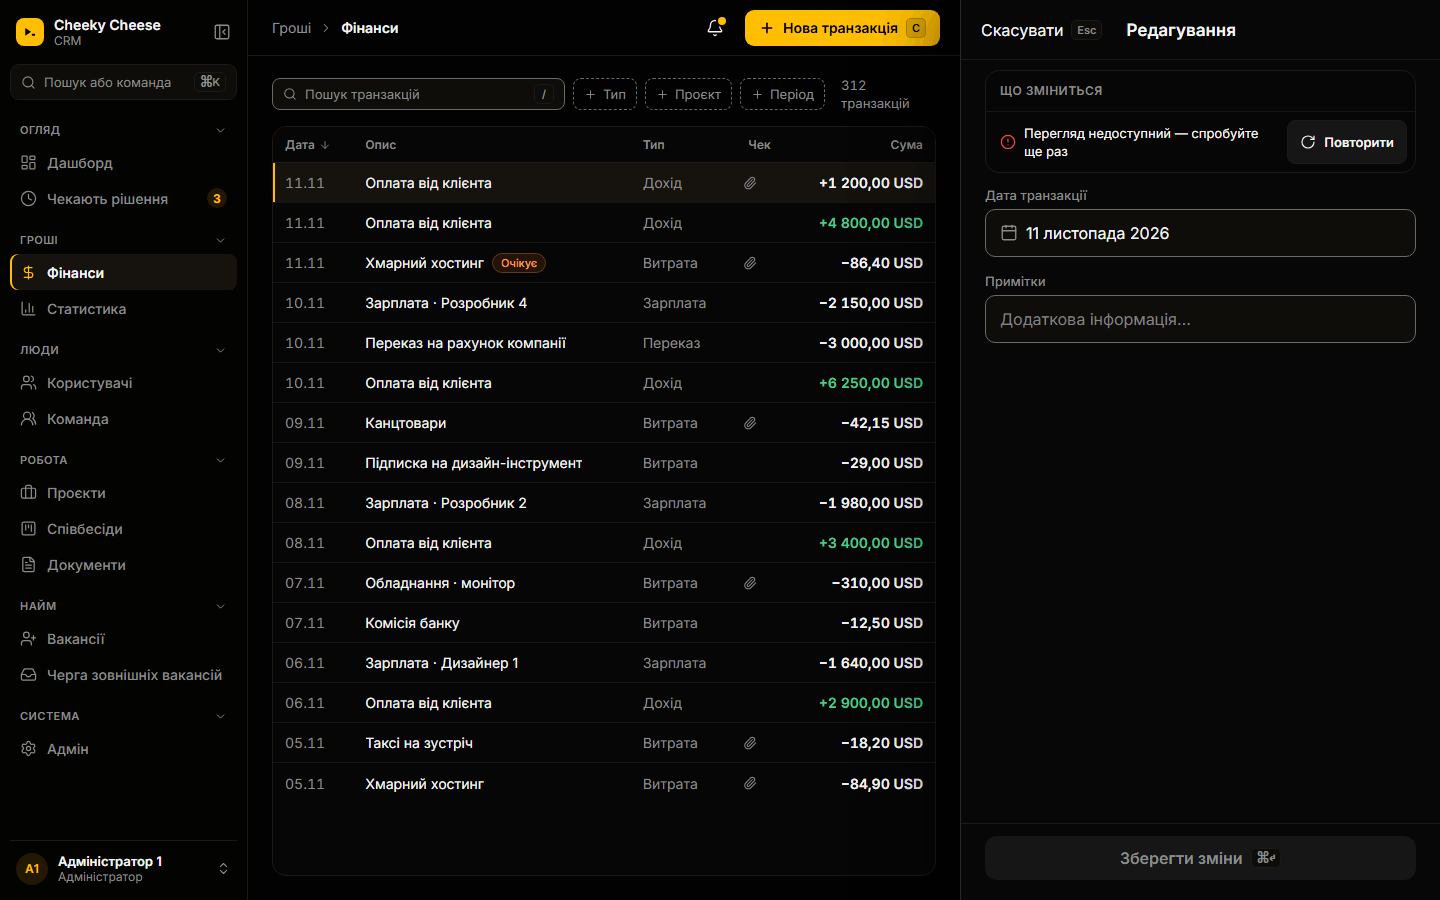 Cheeky Cheese
CRM
Пошук або команда ⌘K
ОГЛЯД
Дашборд
Чекають рішення 3
ГРОШІ
Фінанси
Статистика
ЛЮДИ
Користувачі
Команда
РОБОТА
Проєкти
Співбесіди
Документи
НАЙМ
Вакансії
Черга зовнішніх вакансій
СИСТЕМА
Адмін
A1
Адміністратор 1
Адміністратор
Гроші Фінанси
Нова транзакція C
Пошук транзакцій /
Тип
Проєкт
Період
312
транзакцій
Дата Опис Тип Чек Сума
11.11 Оплата від клієнта Дохід +1 200,00 USD
11.11 Оплата від клієнта Дохід +4 800,00 USD
11.11 Хмарний хостинг Очікує Витрата −86,40 USD
10.11 Зарплата · Розробник 4 Зарплата −2 150,00 USD
10.11 Переказ на рахунок компанії Переказ −3 000,00 USD
10.11 Оплата від клієнта Дохід +6 250,00 USD
09.11 Канцтовари Витрата −42,15 USD
09.11 Підписка на дизайн-інструмент Витрата −29,00 USD
08.11 Зарплата · Розробник 2 Зарплата −1 980,00 USD
08.11 Оплата від клієнта Дохід +3 400,00 USD
07.11 Обладнання · монітор Витрата −310,00 USD
07.11 Комісія банку Витрата −12,50 USD
06.11 Зарплата · Дизайнер 1 Зарплата −1 640,00 USD
06.11 Оплата від клієнта Дохід +2 900,00 USD
05.11 Таксі на зустріч Витрата −18,20 USD
05.11 Хмарний хостинг Витрата −84,90 USD
Скасувати Esc Редагування
ЩО ЗМІНИТЬСЯ
Перегляд недоступний — спробуйте
ще раз
Повторити
Дата транзакції
11 листопада 2026
Примітки
Додаткова інформація...
Зберегти зміни ⌘⏎